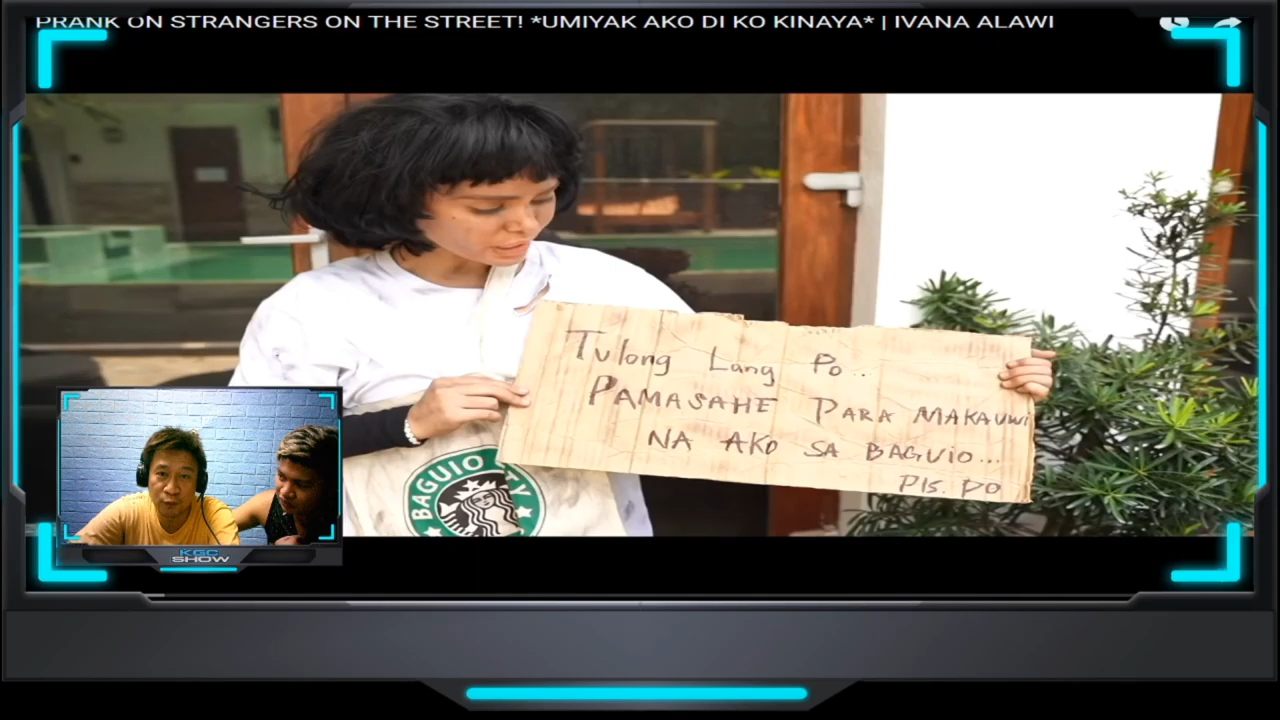 PRANK ON STRANGERS ON THE STREET! *UMIYAK AKO DI KO KINAYA* | IVANA ALAWI
Tulong Lang Po..
PAMASAHE PARA MAKAUWI
NA AKO SA BAGUIO...
PlS. PO
BAGUIO CITY
KGC
SHOW